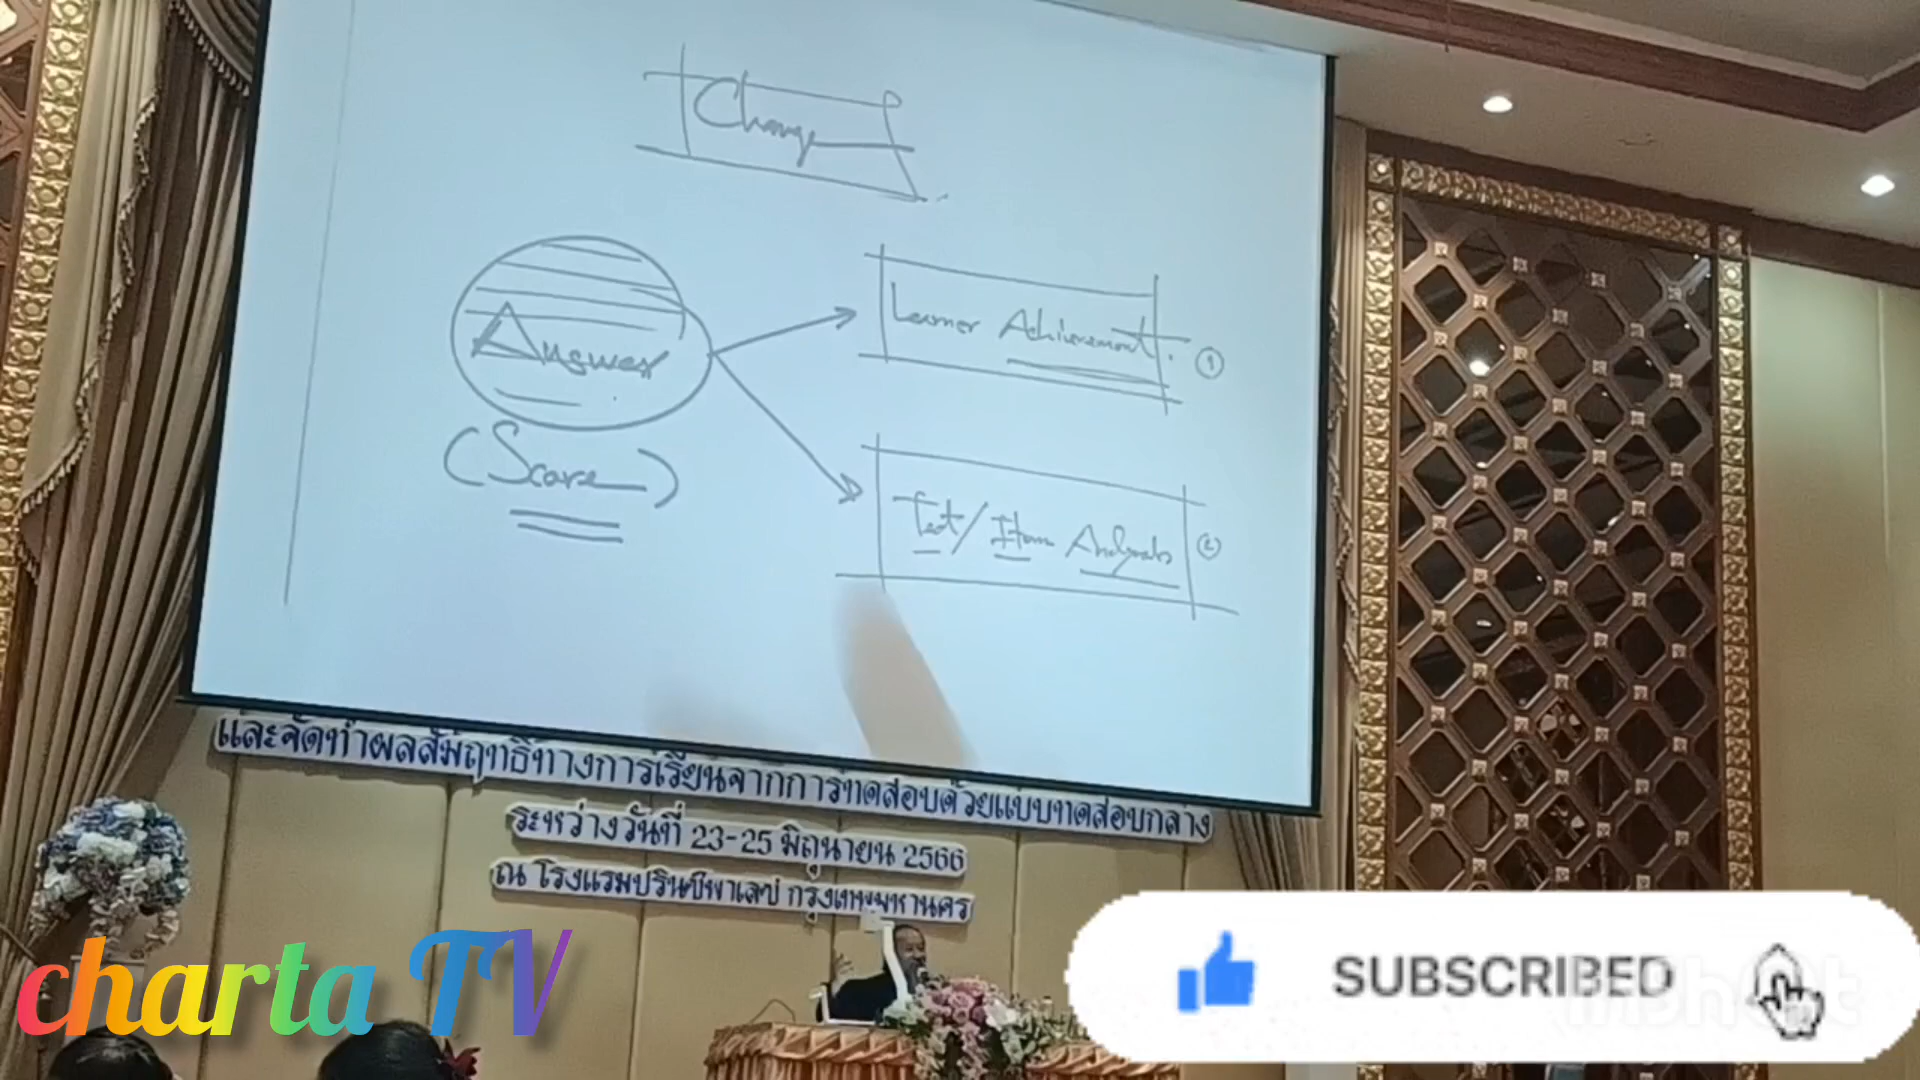 Change
Learner Achievement. ①
Answer
(Score)
Test/Item Analysis ②
และจัดทำผลสัมฤทธิ์ทางการเรียนจากการทดสอบด้วยแบบทดสอบกลาง
ระหว่างวันที่ 23-25 มิถุนายน 2566
ณ โรงแรมปรินซ์พาเลซ กรุงเทพมหานคร
charta TV
SUBSCRIBED
InShot